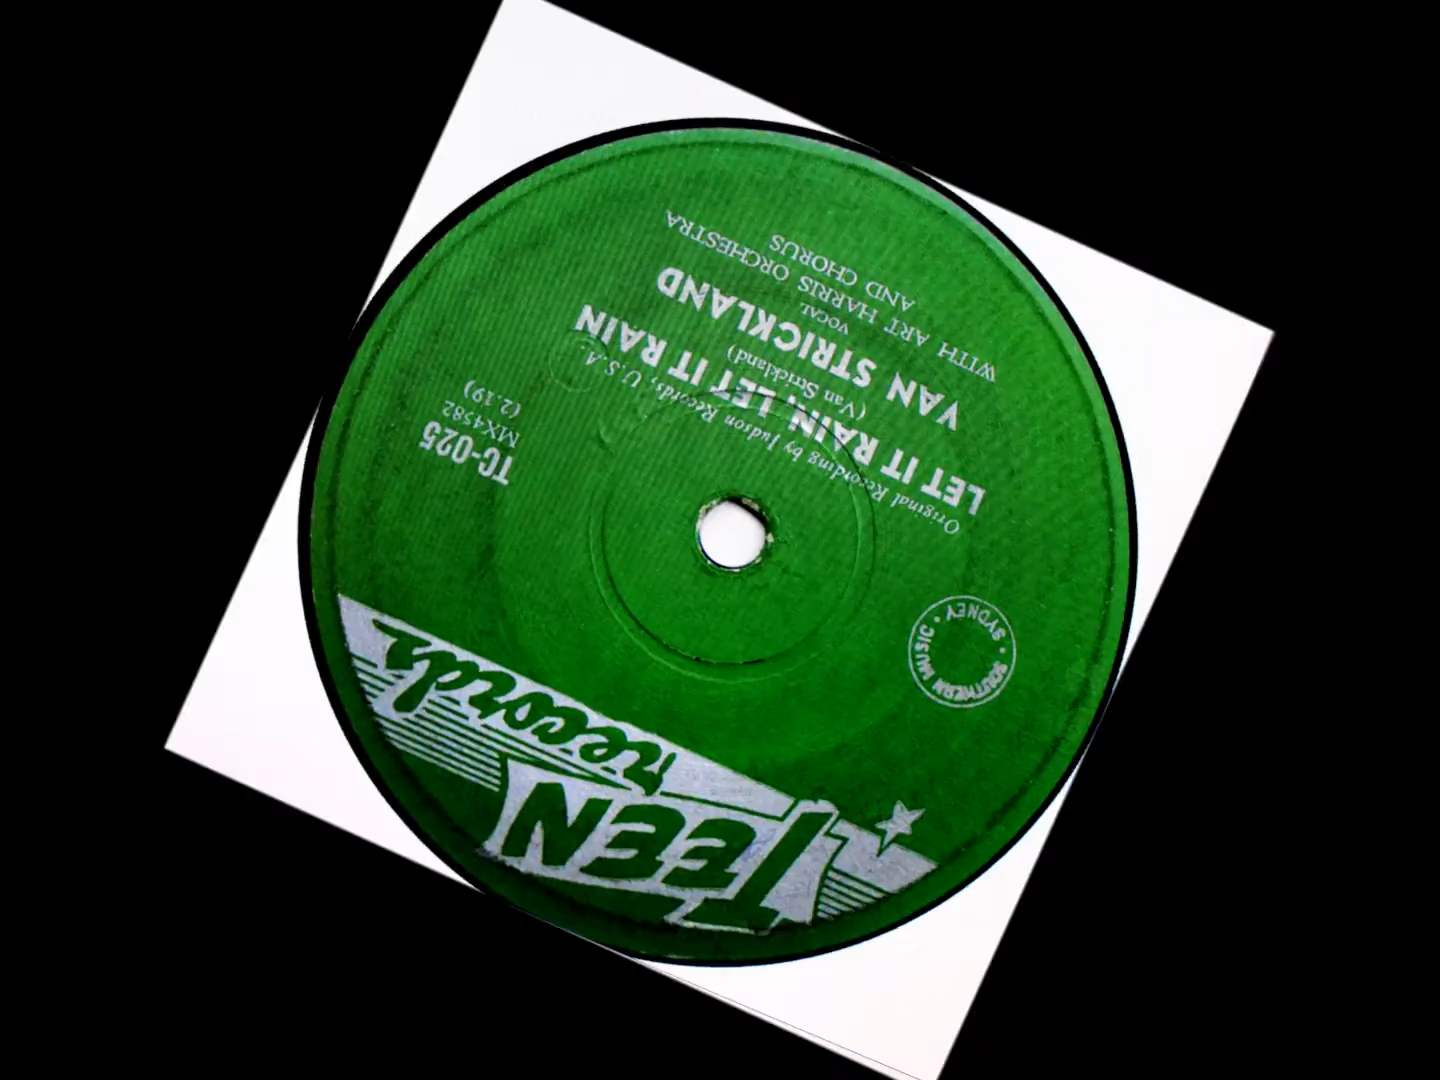 TEEN
records
SOUTHERN MUSIC • SYDNEY •
TC-025
MX4582
(2.19)
Original Recording by Judson Records, U.S.A.
LET IT RAIN, LET IT RAIN
(Van Strickland)
VAN STRICKLAND
VOCAL
WITH ART HARRIS ORCHESTRA
AND CHORUS